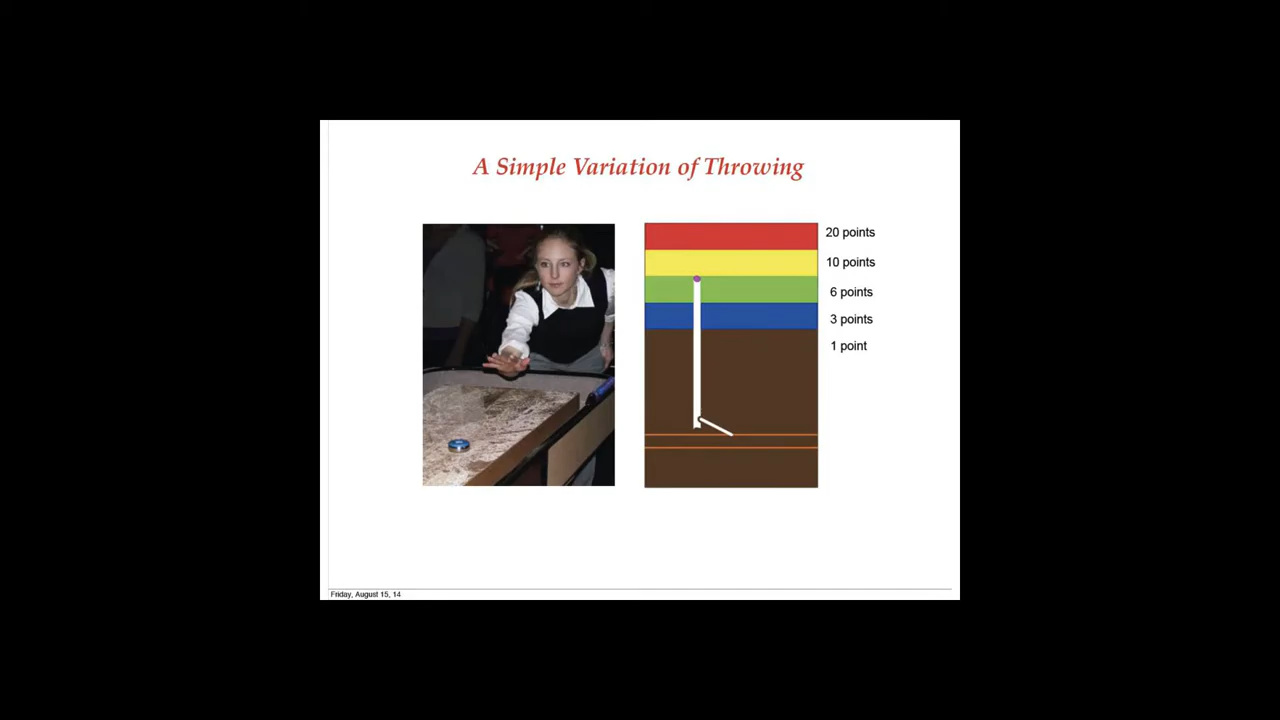 A Simple Variation of Throwing
20 points
10 points
6 points
3 points
1 point
Friday, August 15, 14